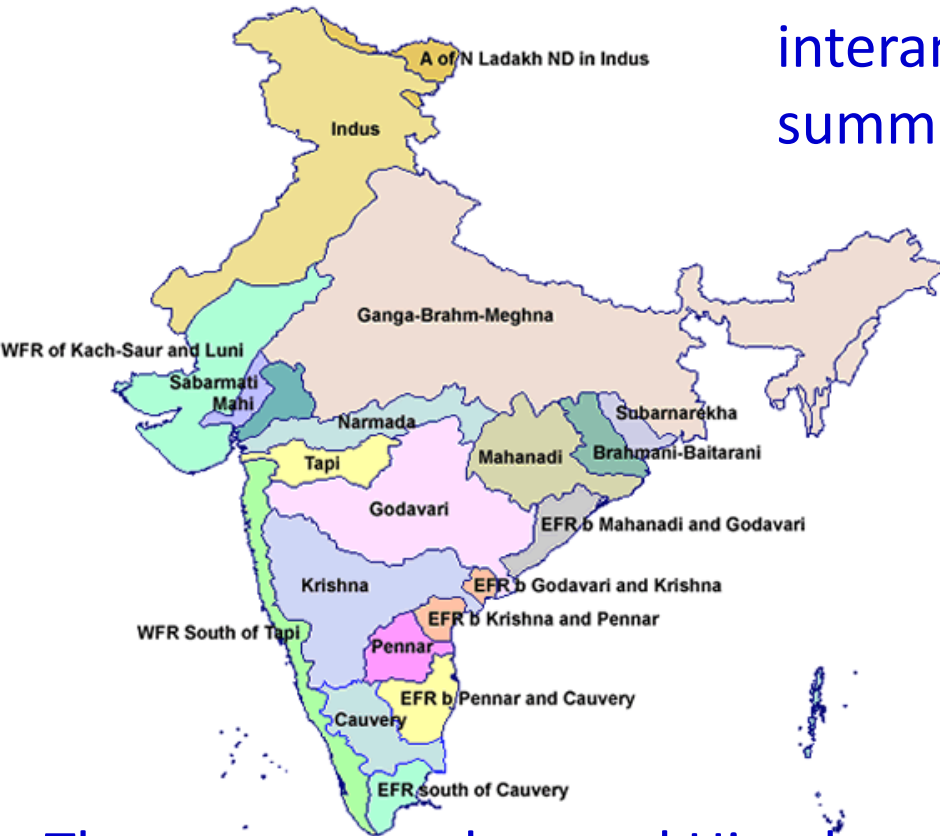 interan
summ
A of N Ladakh ND in Indus
Indus
Ganga-Brahm-Meghna
WFR of Kach-Saur and Luni
Sabarmati
Mahi
Subarnarekha
Narmada
Brahmani-Baitarani
Mahanadi
Tapi
Godavari
EFR b Mahanadi and Godavari
Krishna
EFR b Godavari and Krishna
EFR b Krishna and Pennar
WFR South of Tapi
Pennar
EFR b Pennar and Cauvery
Cauvery
EFR south of Cauvery